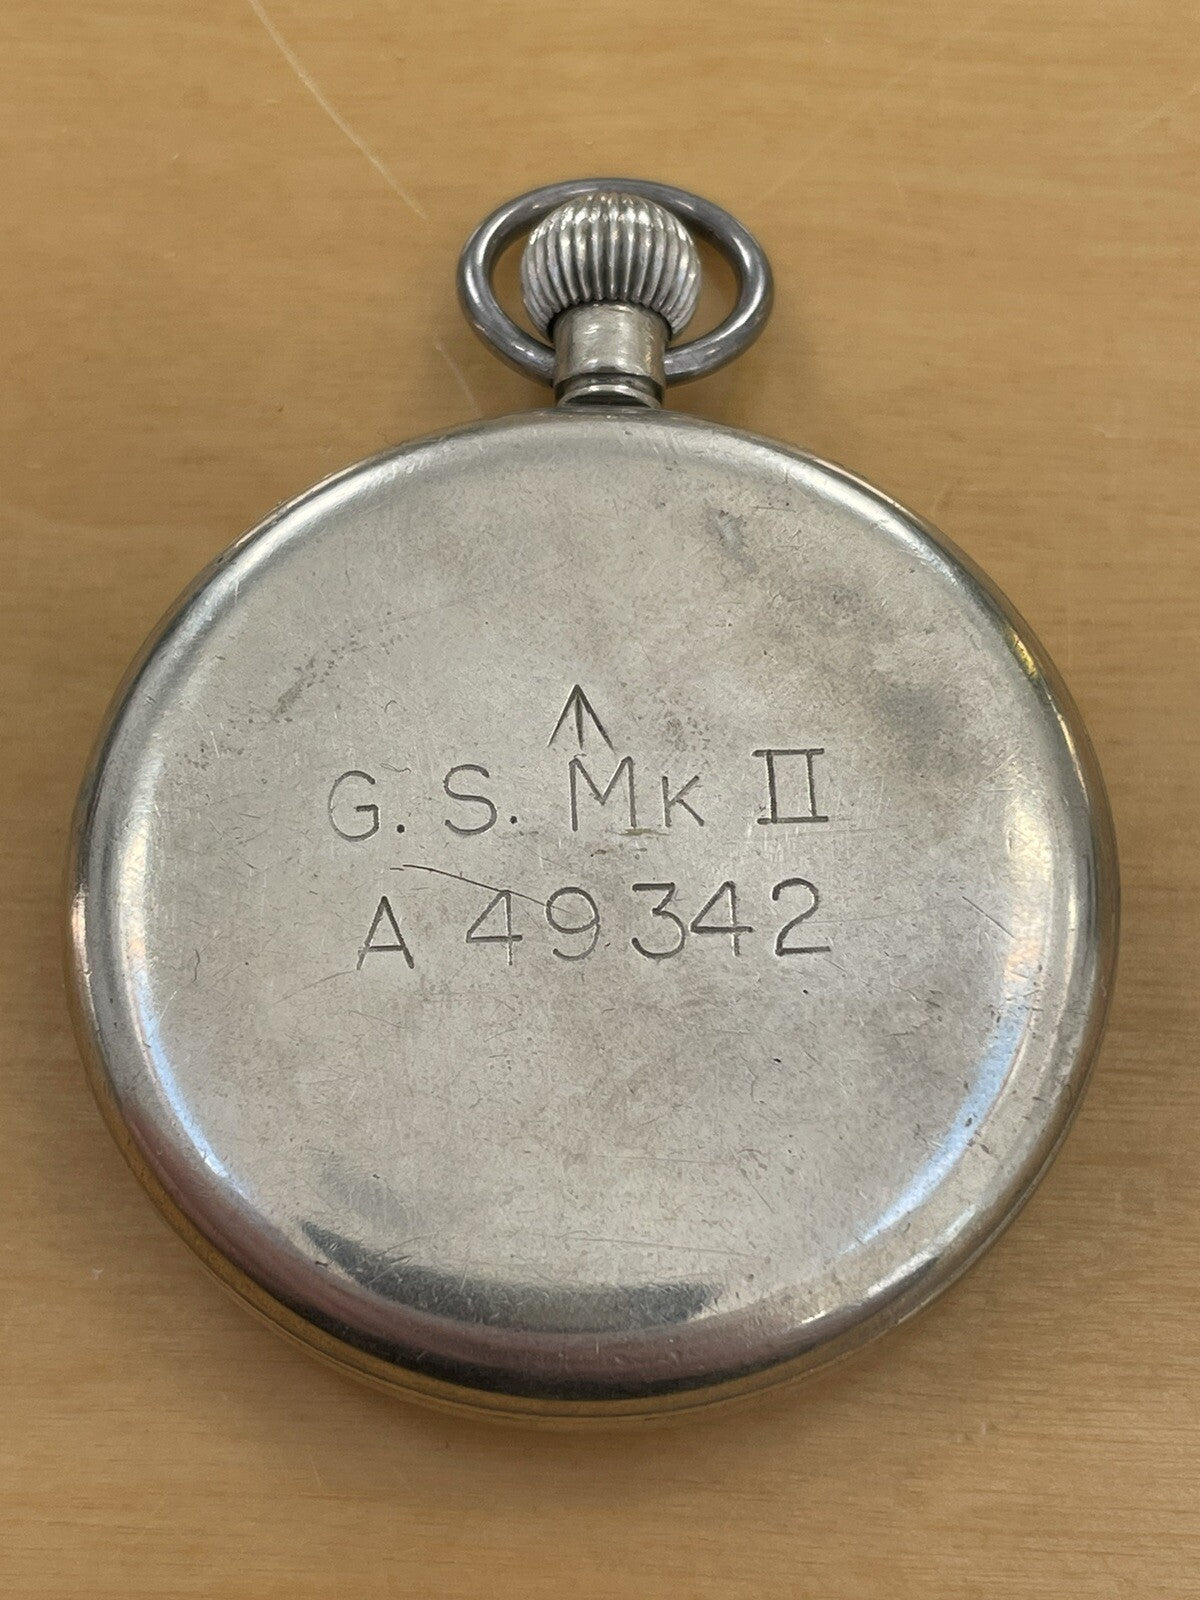 ↑
G. S. Mk II
A 49342